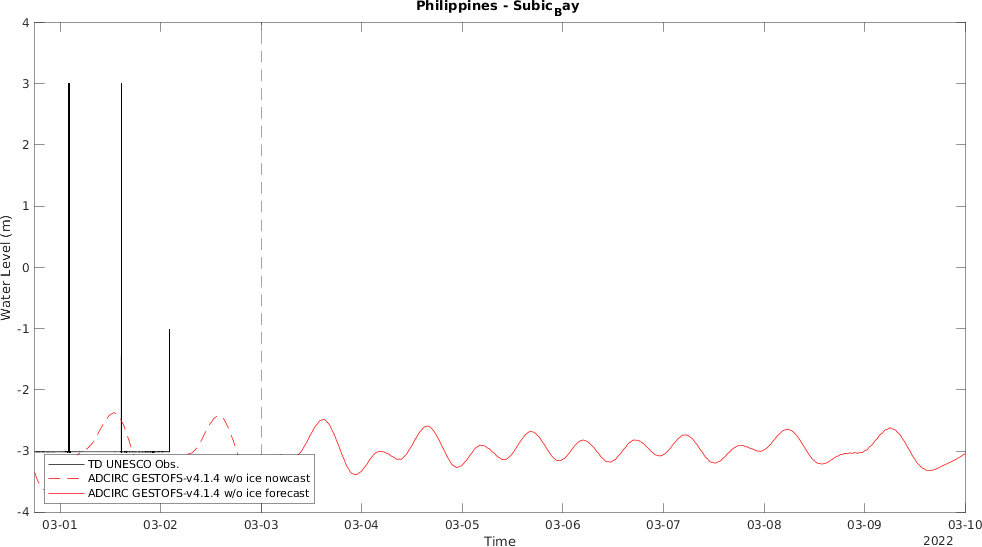 Philippines - Subic_Bay
4
3
2
1
0
-1
-2
-3
-4
Water Level (m)
TD UNESCO Obs.
ADCIRC GESTOFS-v4.1.4 w/o ice nowcast
ADCIRC GESTOFS-v4.1.4 w/o ice forecast
03-01 03-02 03-03 03-04 03-05 03-06 03-07 03-08 03-09 03-10
Time
2022